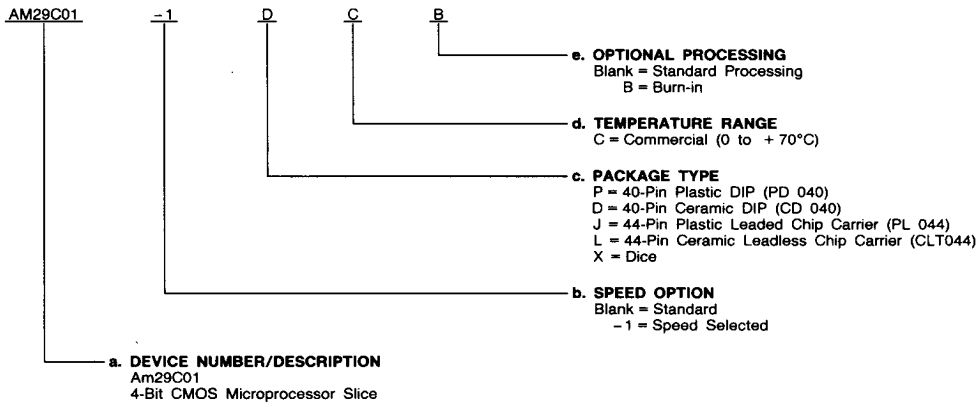 AM29C01 -1 D C B
e. OPTIONAL PROCESSING
Blank = Standard Processing
B = Burn-in
d. TEMPERATURE RANGE
C = Commercial (0 to +70°C)
c. PACKAGE TYPE
P = 40-Pin Plastic DIP (PD 040)
D = 40-Pin Ceramic DIP (CD 040)
J = 44-Pin Plastic Leaded Chip Carrier (PL 044)
L = 44-Pin Ceramic Leadless Chip Carrier (CLT044)
X = Dice
b. SPEED OPTION
Blank = Standard
-1 = Speed Selected
a. DEVICE NUMBER/DESCRIPTION
Am29C01
4-Bit CMOS Microprocessor Slice